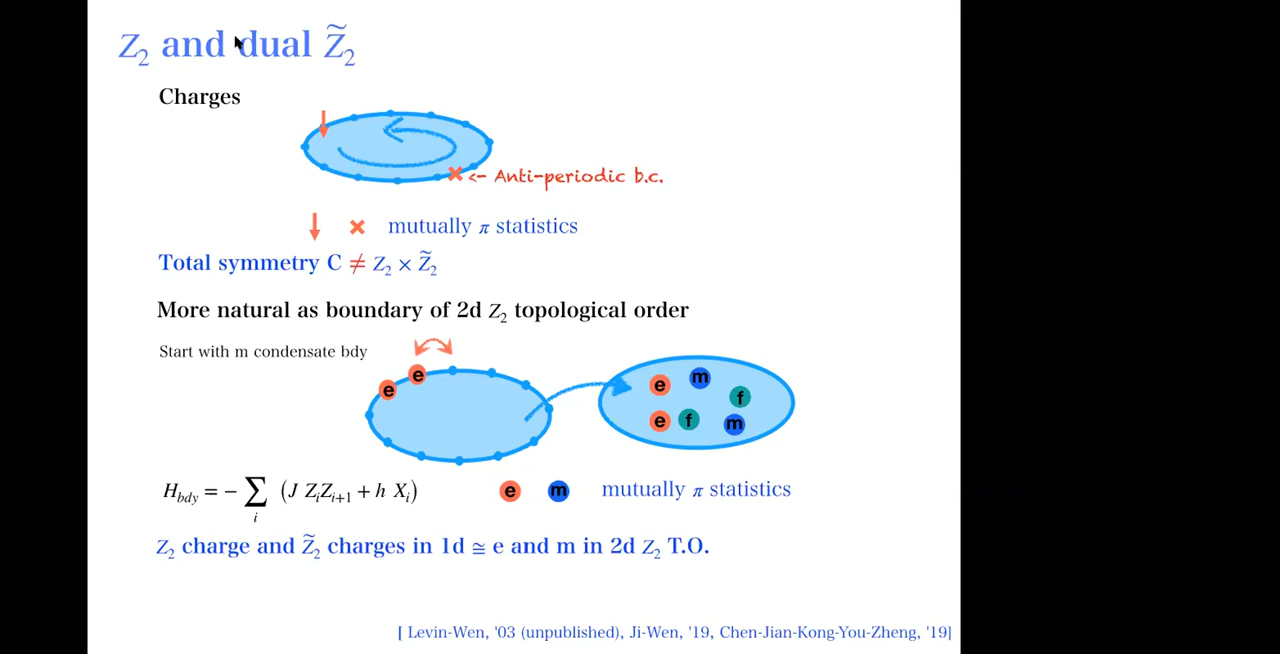 Z₂ and dual Z̃₂
Charges
<- Anti-periodic b.c.
mutually π statistics
Total symmetry C ≠ Z₂ × Z̃₂
More natural as boundary of 2d Z₂ topological order
Start with m condensate bdy
e e
e m f
e f m
H_bdy = − ∑_i (J Z_i Z_{i+1} + h X_i)
e m mutually π statistics
Z₂ charge and Z̃₂ charges in 1d ≅ e and m in 2d Z₂ T.O.
[ Levin-Wen, '03 (unpublished), Ji-Wen, '19, Chen-Jian-Kong-You-Zheng, '19]